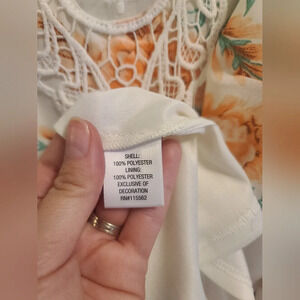 SHELL:
100% POLYESTER
LINING:
100% POLYESTER
EXCLUSIVE OF
DECORATION
RN#115562